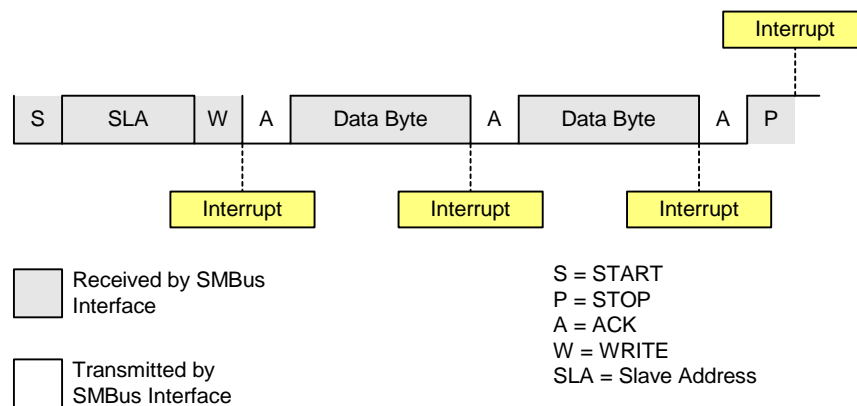 Interrupt
S SLA W A Data Byte A Data Byte A P
Interrupt Interrupt Interrupt
Received by SMBus
Interface
Transmitted by
SMBus Interface
S = START
P = STOP
A = ACK
W = WRITE
SLA = Slave Address